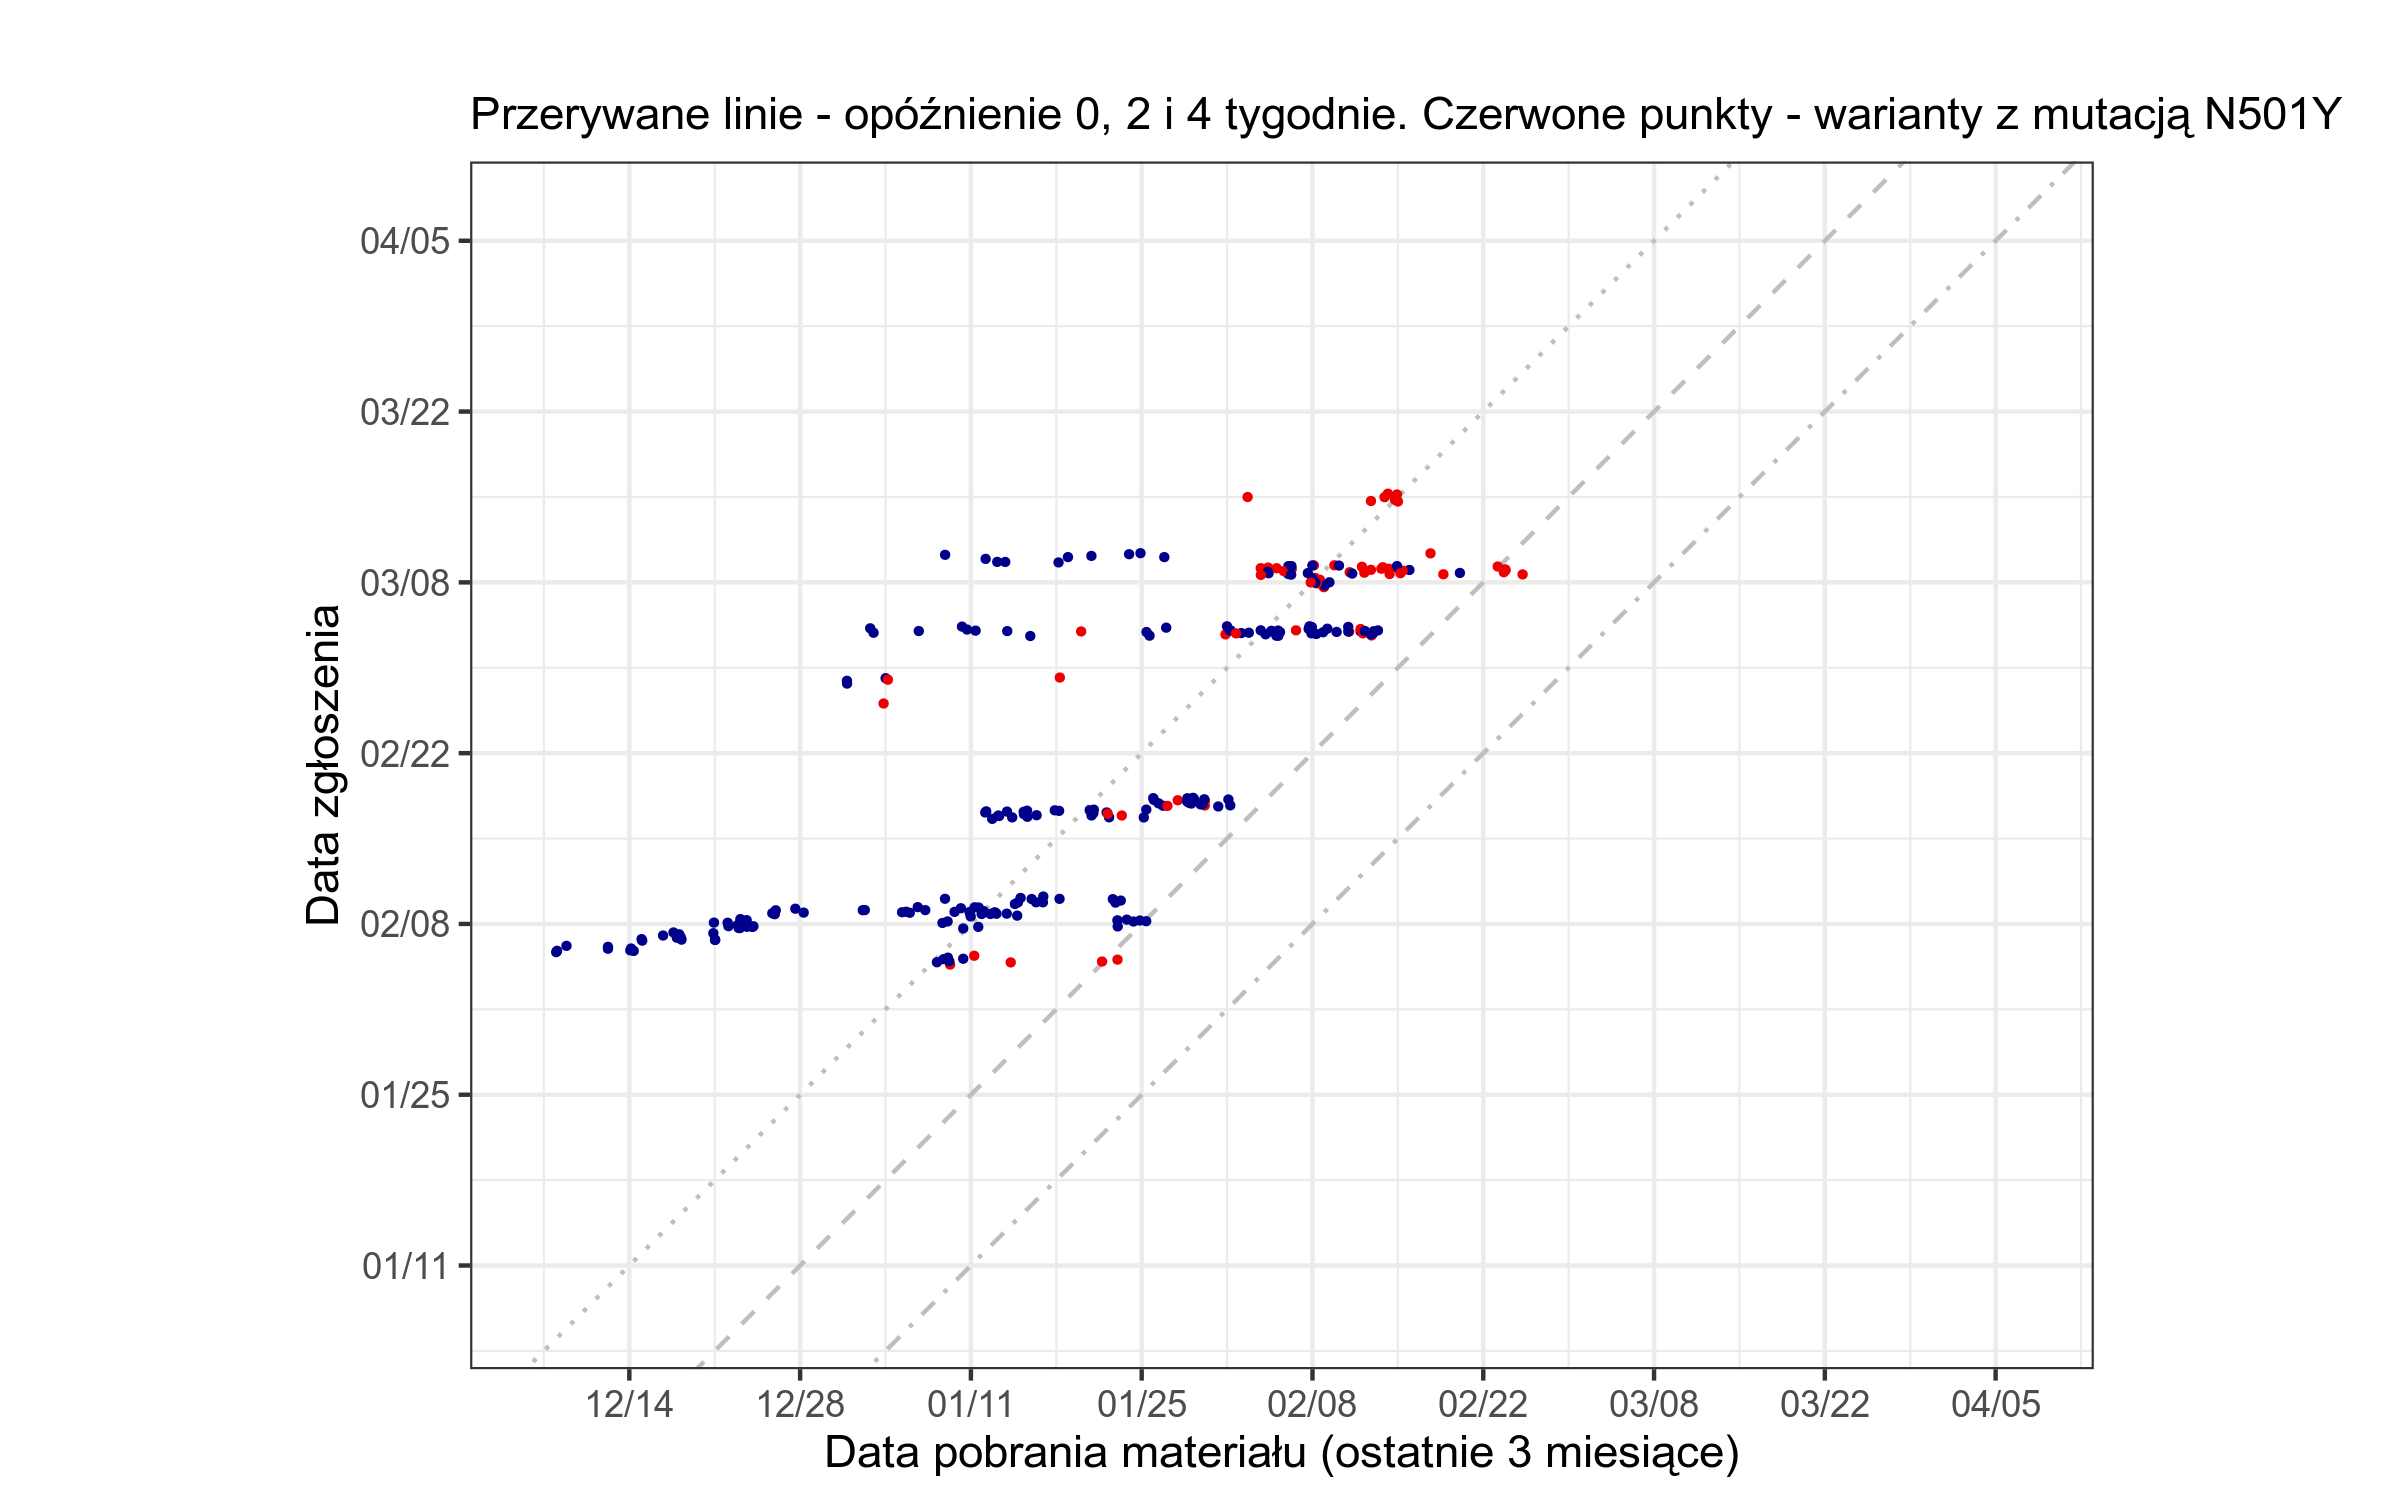 Przerywane linie - opóźnienie 0, 2 i 4 tygodnie. Czerwone punkty - warianty z mutacją N501Y
Data zgłoszenia
04/05
03/22
03/08
02/22
02/08
01/25
01/11
12/14 12/28 01/11 01/25 02/08 02/22 03/08 03/22 04/05
Data pobrania materiału (ostatnie 3 miesiące)